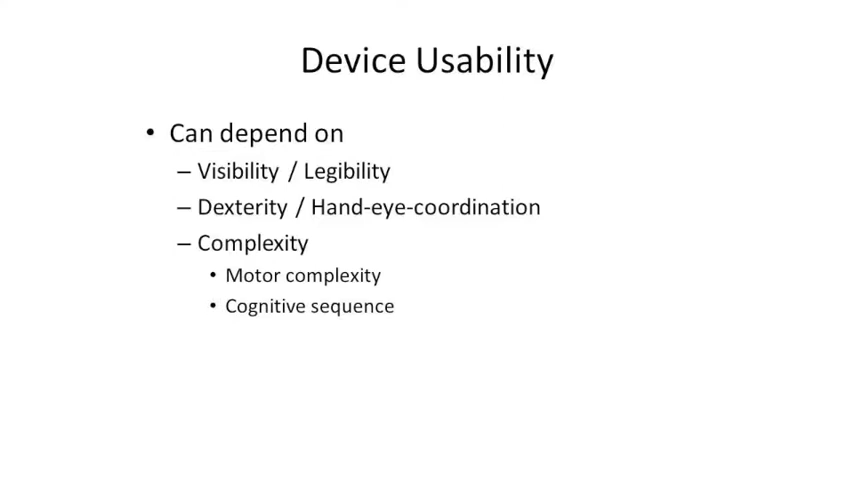 Device Usability
• Can depend on
– Visibility / Legibility
– Dexterity / Hand-eye-coordination
– Complexity
• Motor complexity
• Cognitive sequence